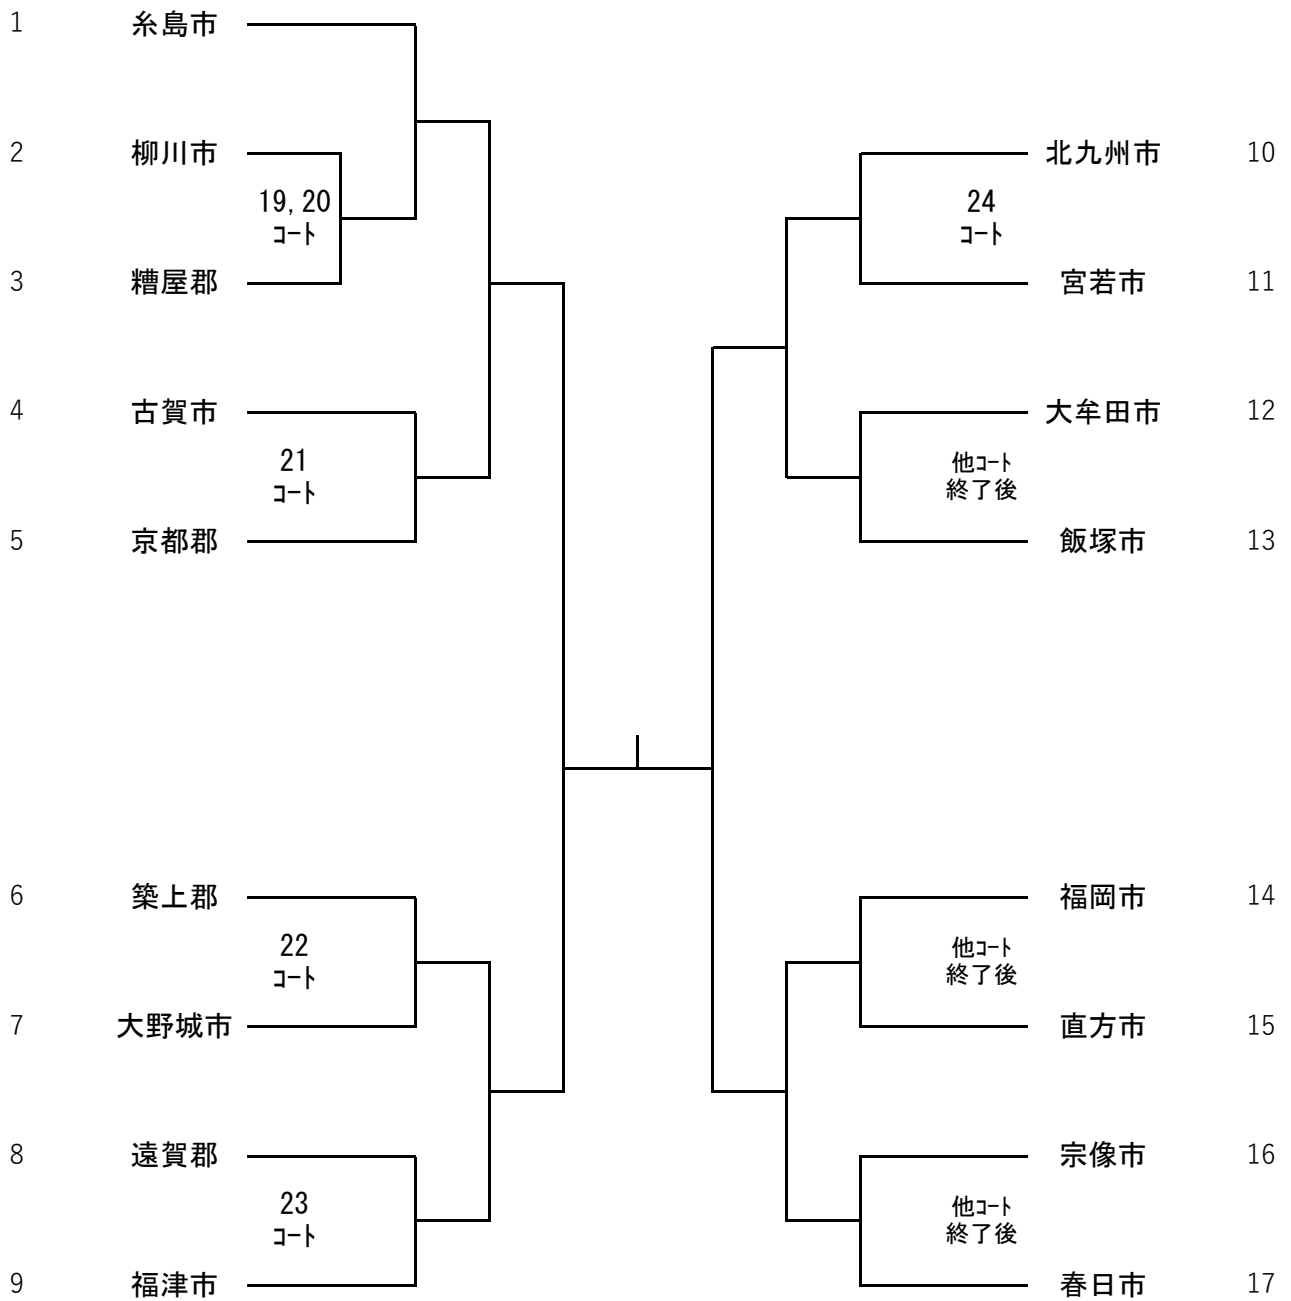 1 糸島市
2 柳川市
19,20
ｺｰﾄ
3 糟屋郡
4 古賀市
21
ｺｰﾄ
5 京都郡
6 築上郡
22
ｺｰﾄ
7 大野城市
8 遠賀郡
23
ｺｰﾄ
9 福津市
北九州市 10
24
ｺｰﾄ
宮若市 11
大牟田市 12
他ｺｰﾄ
終了後
飯塚市 13
福岡市 14
他ｺｰﾄ
終了後
直方市 15
宗像市 16
他ｺｰﾄ
終了後
春日市 17